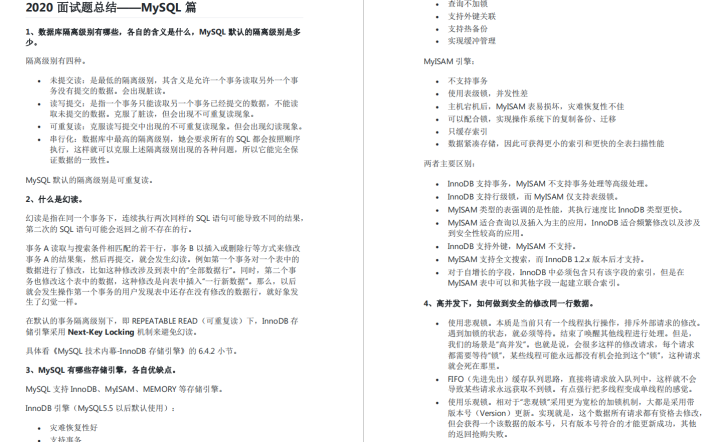 2020 面试题总结——MySQL 篇
1、数据库隔离级别有哪些，各自的含义是什么，MySQL 默认的隔离级别是多
少。
隔离级别有四种。
• 未提交读：是最低的隔离级别，其含义是允许一个事务读取另外一个事
务没有提交的数据。会出现脏读。
• 读写提交：是指一个事务只能读取另一个事务已经提交的数据，不能读
取未提交的数据。克服了脏读，但会出现不可重复读现象。
• 可重复读：克服读写提交中出现的不可重复读现象。但会出现幻读现象。
• 串行化：数据库中最高的隔离级别，她会要求所有的 SQL 都会按照顺序
执行，这样就可以克服上述隔离级别出现的各种问题，所以它能完全保
证数据的一致性。
MySQL 默认的隔离级别是可重复读。
2、什么是幻读。
幻读是指在同一个事务下，连续执行两次同样的 SQL 语句可能导致不同的结果，
第二次的 SQL 语句可能会返回之前不存在的行。
事务 A 读取与搜索条件相匹配的若干行，事务 B 以插入或删除行等方式来修改
事务 A 的结果集，然后再提交，就会发生幻读。例如第一个事务对一个表中的
数据进行了修改，比如这种修改涉及到表中的“全部数据行”。同时，第二个事
务也修改这个表中的数据，这种修改是向表中插入“一行新数据”。那么，以后
就会发生操作第一个事务的用户发现表中还存在没有修改的数据行，就好象发
生了幻觉一样。
在默认的事务隔离级别下，即 REPEATABLE READ（可重复读）下，InnoDB 存
储引擎采用 Next-Key Locking 机制来避免幻读。
具体看《MySQL 技术内幕-InnoDB 存储引擎》的 6.4.2 小节。
3、MySQL 有哪些存储引擎，各自优缺点。
MySQL 支持 InnoDB、MyISAM、MEMORY 等存储引擎。
InnoDB 引擎（MySQL5.5 以后默认使用）：
• 灾难恢复性好
• 支持事务
• 查询不加锁
• 支持外键关联
• 支持热备份
• 实现缓冲管理
MyISAM 引擎：
• 不支持事务
• 使用表级锁，并发性差
• 主机宕机后，MyISAM 表易损坏，灾难恢复性不佳
• 可以配合锁，实现操作系统下的复制备份、迁移
• 只缓存索引
• 数据紧凑存储，因此可获得更小的索引和更快的全表扫描性能
两者主要区别：
• InnoDB 支持事务，MyISAM 不支持事务处理等高级处理。
• InnoDB 支持行级锁，而 MyISAM 仅支持表级锁。
• MyISAM 类型的表强调的是性能，其执行速度比 InnoDB 类型更快。
• MyISAM 适合查询以及插入为主的应用，InnoDB 适合频繁修改以及涉及
到安全性较高的应用。
• InnoDB 支持外键，MyISAM 不支持。
• MyISAM 支持全文搜索，而 InnoDB 1.2.x 版本后才支持。
• 对于自增长的字段，InnoDB 中必须包含只有该字段的索引，但是在
MyISAM 表中可以和其他字段一起建立联合索引。
4、高并发下，如何做到安全的修改同一行数据。
• 使用悲观锁。本质是当前只有一个线程执行操作，排斥外部请求的修改。
遇到加锁的状态，就必须等待。结束了唤醒其他线程进行处理。但是，
我们的场景是“高并发”。也就是说，会很多这样的修改请求，每个请求
都需要等待“锁”，某些线程可能永远都没有机会抢到这个“锁”，这种请求
就会死在那里。
• FIFO（先进先出）缓存队列思路，直接将请求放入队列中，这样就不会
导致某些请求永远获取不到锁。有点强行把多线程变成单线程的感觉。
• 使用乐观锁。相对于“悲观锁”采用更为宽松的加锁机制，大都是采用带
版本号（Version）更新。实现就是，这个数据所有请求都有资格去修改，
但会获得一个该数据的版本号，只有版本号符合的才能更新成功，其他
的返回抢购失败。